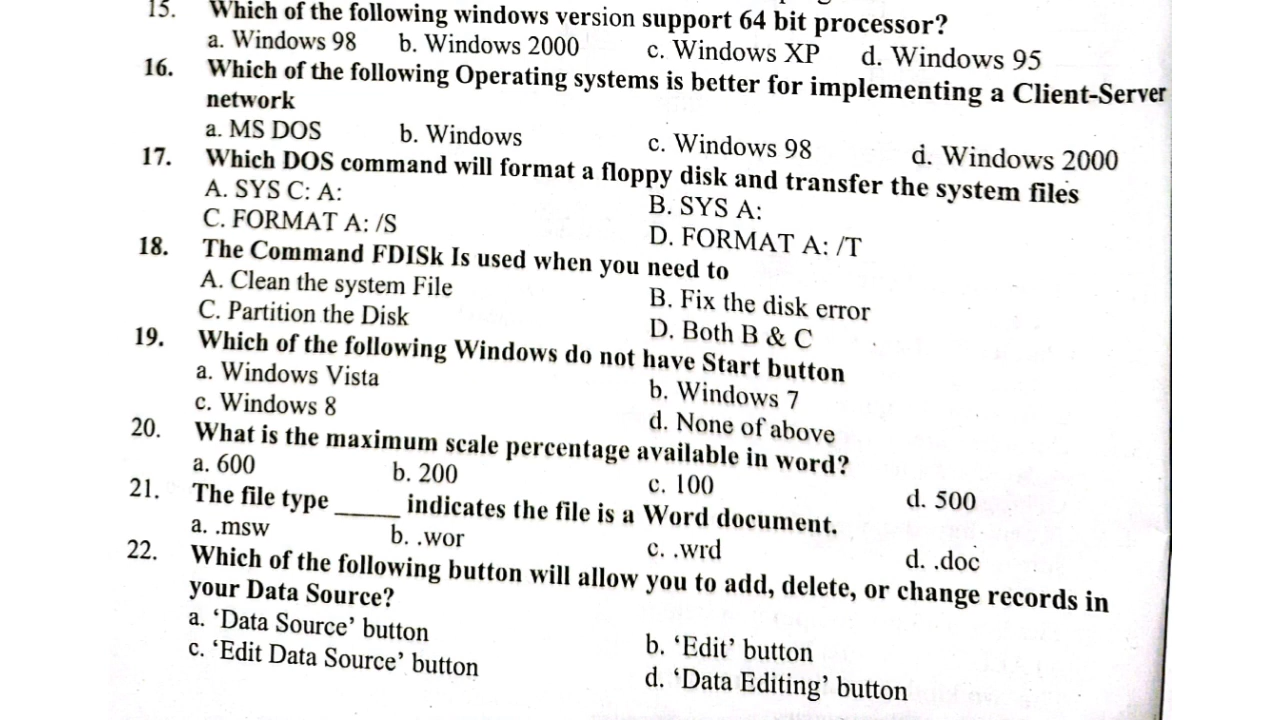 15. Which of the following windows version support 64 bit processor?
a. Windows 98 b. Windows 2000 c. Windows XP d. Windows 95
16. Which of the following Operating systems is better for implementing a Client-Server
network
a. MS DOS b. Windows c. Windows 98 d. Windows 2000
17. Which DOS command will format a floppy disk and transfer the system files
A. SYS C: A: B. SYS A:
C. FORMAT A: /S D. FORMAT A: /T
18. The Command FDISk Is used when you need to
A. Clean the system File B. Fix the disk error
C. Partition the Disk D. Both B & C
19. Which of the following Windows do not have Start button
a. Windows Vista b. Windows 7
c. Windows 8 d. None of above
20. What is the maximum scale percentage available in word?
a. 600 b. 200 c. 100 d. 500
21. The file type _____ indicates the file is a Word document.
a. .msw b. .wor c. .wrd d. .doc
22. Which of the following button will allow you to add, delete, or change records in
your Data Source?
a. ‘Data Source’ button b. ‘Edit’ button
c. ‘Edit Data Source’ button d. ‘Data Editing’ button